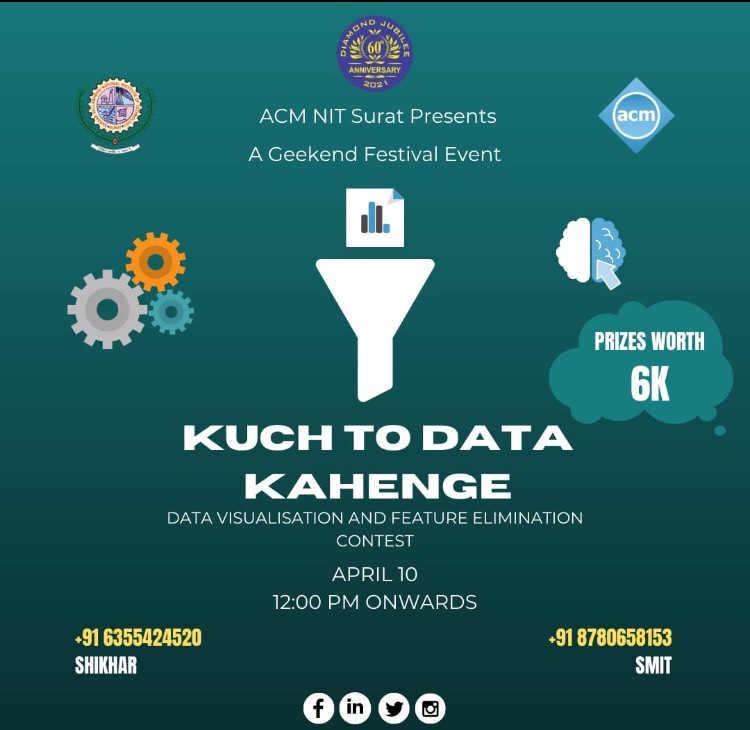 DIAMOND JUBILEE
60th
ANNIVERSARY
2021
ACM NIT Surat Presents
acm
A Geekend Festival Event
PRIZES WORTH
6K
KUCH TO DATA
KAHENGE
DATA VISUALISATION AND FEATURE ELIMINATION
CONTEST
APRIL 10
12:00 PM ONWARDS
+91 6355424520
SHIKHAR
+91 8780658153
SMIT